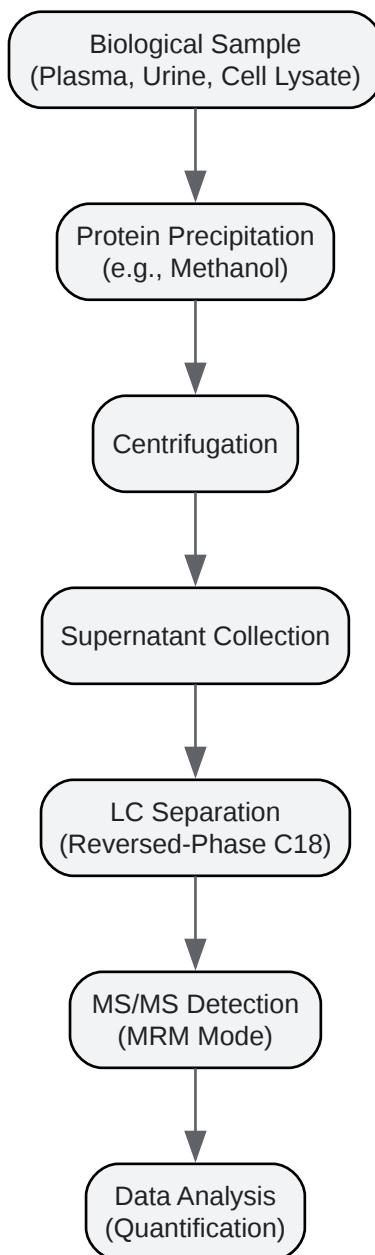 Biological Sample
(Plasma, Urine, Cell Lysate)
Protein Precipitation
(e.g., Methanol)
Centrifugation
Supernatant Collection
LC Separation
(Reversed-Phase C18)
MS/MS Detection
(MRM Mode)
Data Analysis
(Quantification)